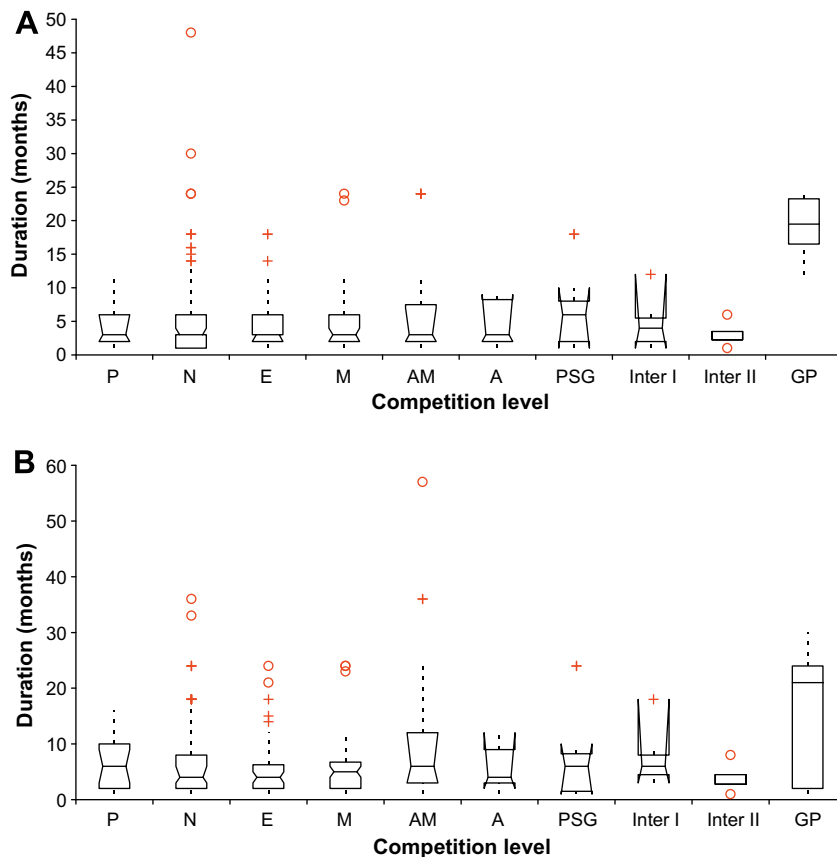 A
Duration (months)
50
45
40
35
30
25
20
15
10
5
0
P N E M AM A PSG Inter I Inter II GP
Competition level
B
Duration (months)
60
50
40
30
20
10
0
P N E M AM A PSG Inter I Inter II GP
Competition level